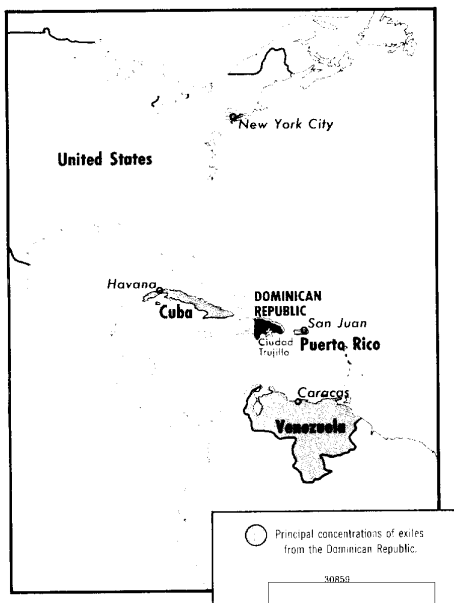 New York City
United States
Havana
Cuba
DOMINICAN
REPUBLIC
Ciudad
Trujillo
San Juan
Puerto Rico
Caracas
Venezuela
Principal concentrations of exiles
from the Dominican Republic.
30859